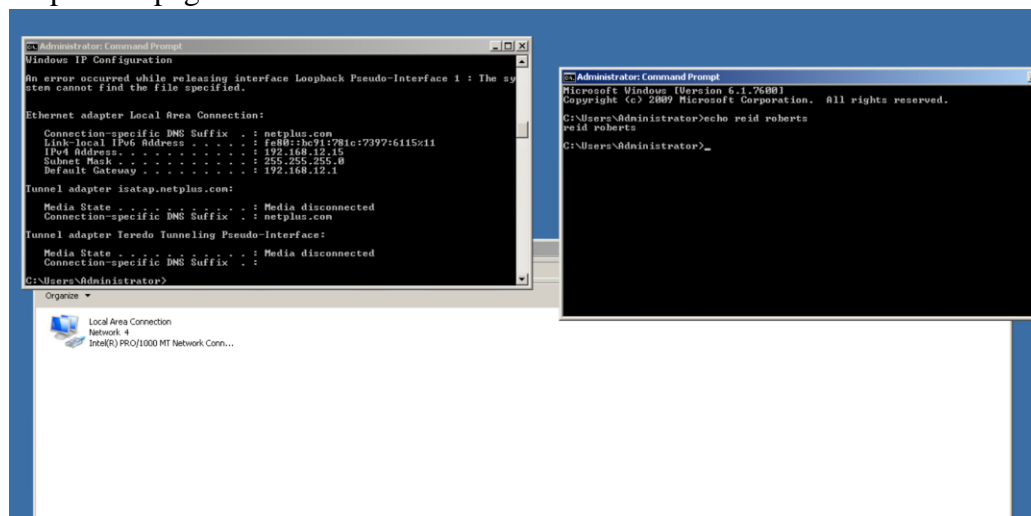 Administrator: Command Prompt
Windows IP Configuration
An error occurred while releasing interface Loopback Pseudo-Interface 1 : The sy
stem cannot find the file specified.
Ethernet adapter Local Area Connection:
Connection-specific DNS Suffix . : netplus.com
Link-local IPv6 Address . . . . . : fe80::bc91:781c:7397:6115%11
IPv4 Address. . . . . . . . . . . : 192.168.12.15
Subnet Mask . . . . . . . . . . . : 255.255.255.0
Default Gateway . . . . . . . . . : 192.168.12.1
Tunnel adapter isatap.netplus.com:
Media State . . . . . . . . . . . : Media disconnected
Connection-specific DNS Suffix . : netplus.com
Tunnel adapter Teredo Tunneling Pseudo-Interface:
Media State . . . . . . . . . . . : Media disconnected
Connection-specific DNS Suffix . :
C:\Users\Administrator>
Administrator: Command Prompt
Microsoft Windows [Version 6.1.7600]
Copyright (c) 2009 Microsoft Corporation. All rights reserved.
C:\Users\Administrator>echo reid roberts
reid roberts
C:\Users\Administrator>_
Organize
Local Area Connection
Network 4
Intel(R) PRO/1000 MT Network Conn...